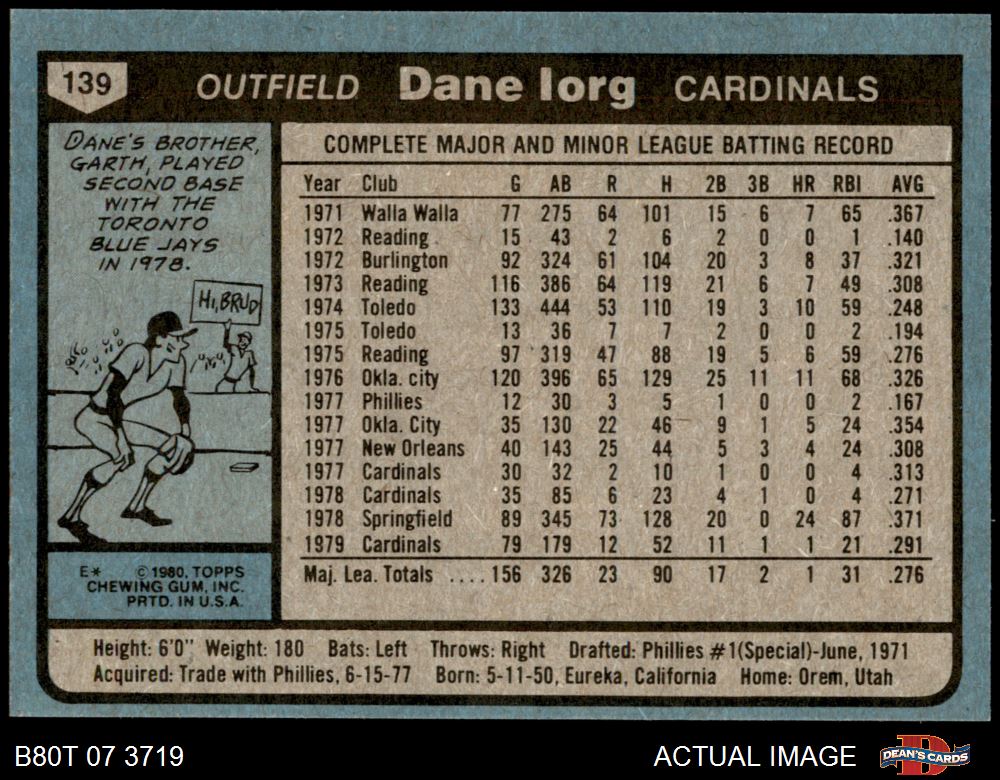 139 OUTFIELD Dane Iorg CARDINALS
DANE'S BROTHER,
GARTH, PLAYED
SECOND BASE
WITH THE
TORONTO
BLUE JAYS
IN 1978.
HI, BRUD
E* © 1980, TOPPS
CHEWING GUM, INC.
PRTD. IN U.S.A.
COMPLETE MAJOR AND MINOR LEAGUE BATTING RECORD
Year Club G AB R H 2B 3B HR RBI AVG
1971 Walla Walla 77 275 64 101 15 6 7 65 .367
1972 Reading 15 43 2 6 2 0 0 1 .140
1972 Burlington 92 324 61 104 20 3 8 37 .321
1973 Reading 116 386 64 119 21 6 7 49 .308
1974 Toledo 133 444 53 110 19 3 10 59 .248
1975 Toledo 13 36 7 7 2 0 0 2 .194
1975 Reading 97 319 47 88 19 5 6 59 .276
1976 Okla. city 120 396 65 129 25 11 11 68 .326
1977 Phillies 12 30 3 5 1 0 0 2 .167
1977 Okla. City 35 130 22 46 9 1 5 24 .354
1977 New Orleans 40 143 25 44 5 3 4 24 .308
1977 Cardinals 30 32 2 10 1 0 0 4 .313
1978 Cardinals 35 85 6 23 4 1 0 4 .271
1978 Springfield 89 345 73 128 20 0 24 87 .371
1979 Cardinals 79 179 12 52 11 1 1 21 .291
Maj. Lea. Totals ....156 326 23 90 17 2 1 31 .276
Height: 6'0" Weight: 180 Bats: Left Throws: Right Drafted: Phillies #1(Special)-June, 1971
Acquired: Trade with Phillies, 6-15-77 Born: 5-11-50, Eureka, California Home: Orem, Utah
B80T 07 3719 ACTUAL IMAGE DEAN'S CARDS